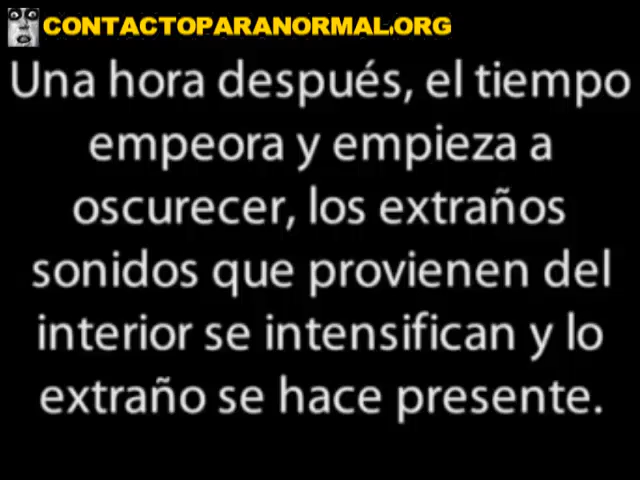 CONTACTOPARANORMAL.ORG
Una hora después, el tiempo
empeora y empieza a
oscurecer, los extraños
sonidos que provienen del
interior se intensifican y lo
extraño se hace presente.